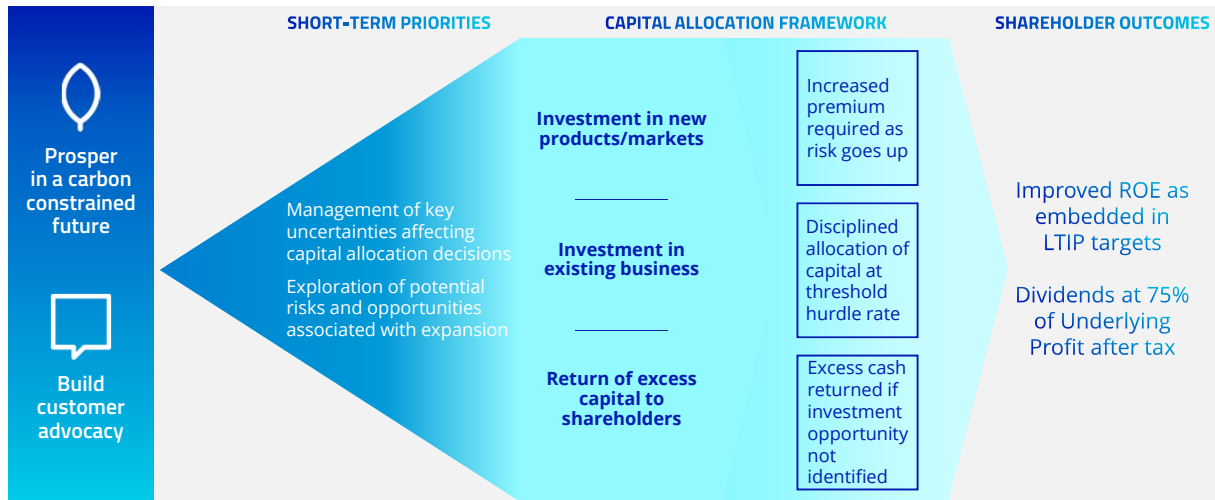 SHORT-TERM PRIORITIES
CAPITAL ALLOCATION FRAMEWORK
SHAREHOLDER OUTCOMES
Prosper
in a carbon
constrained
future
Build
customer
advocacy
Management of key
uncertainties affecting
capital allocation decisions
Exploration of potential
risks and opportunities
associated with expansion
Investment in new
products/markets
Increased
premium
required as
risk goes up
Investment in
existing business
Disciplined
allocation of
capital at
threshold
hurdle rate
Return of excess
capital to
shareholders
Excess cash
returned if
investment
opportunity
not
identified
Improved ROE as
embedded in
LTIP targets
Dividends at 75%
of Underlying
Profit after tax